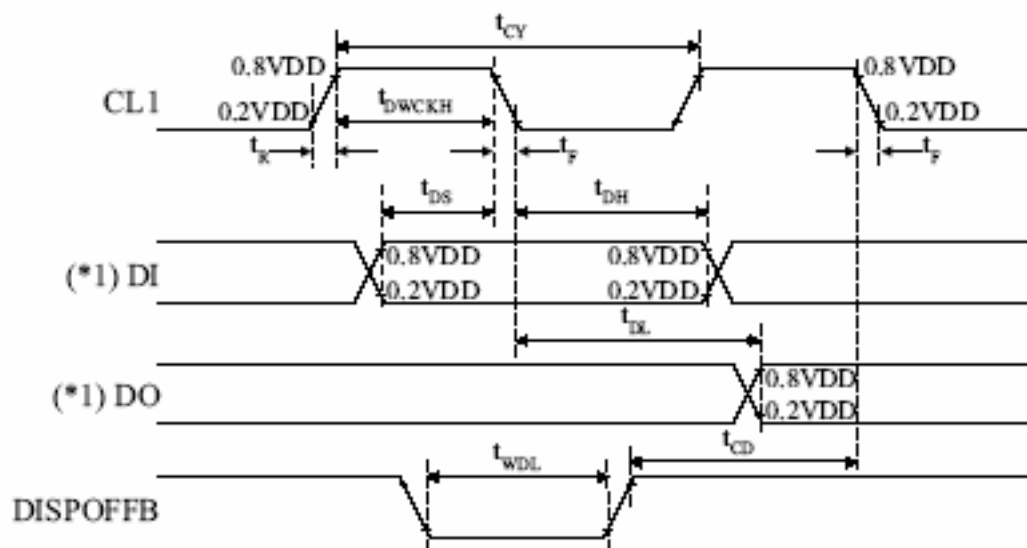 tCY
0.8VDD
0.8VDD
CL1
tDWCKH
0.2VDD
0.2VDD
tR
tF
tF
tDS
tDH
0.8VDD
0.8VDD
(*1) DI
0.2VDD
0.2VDD
tDL
(*1) DO
0.8VDD
0.2VDD
tCD
tWDL
DISPOFFB